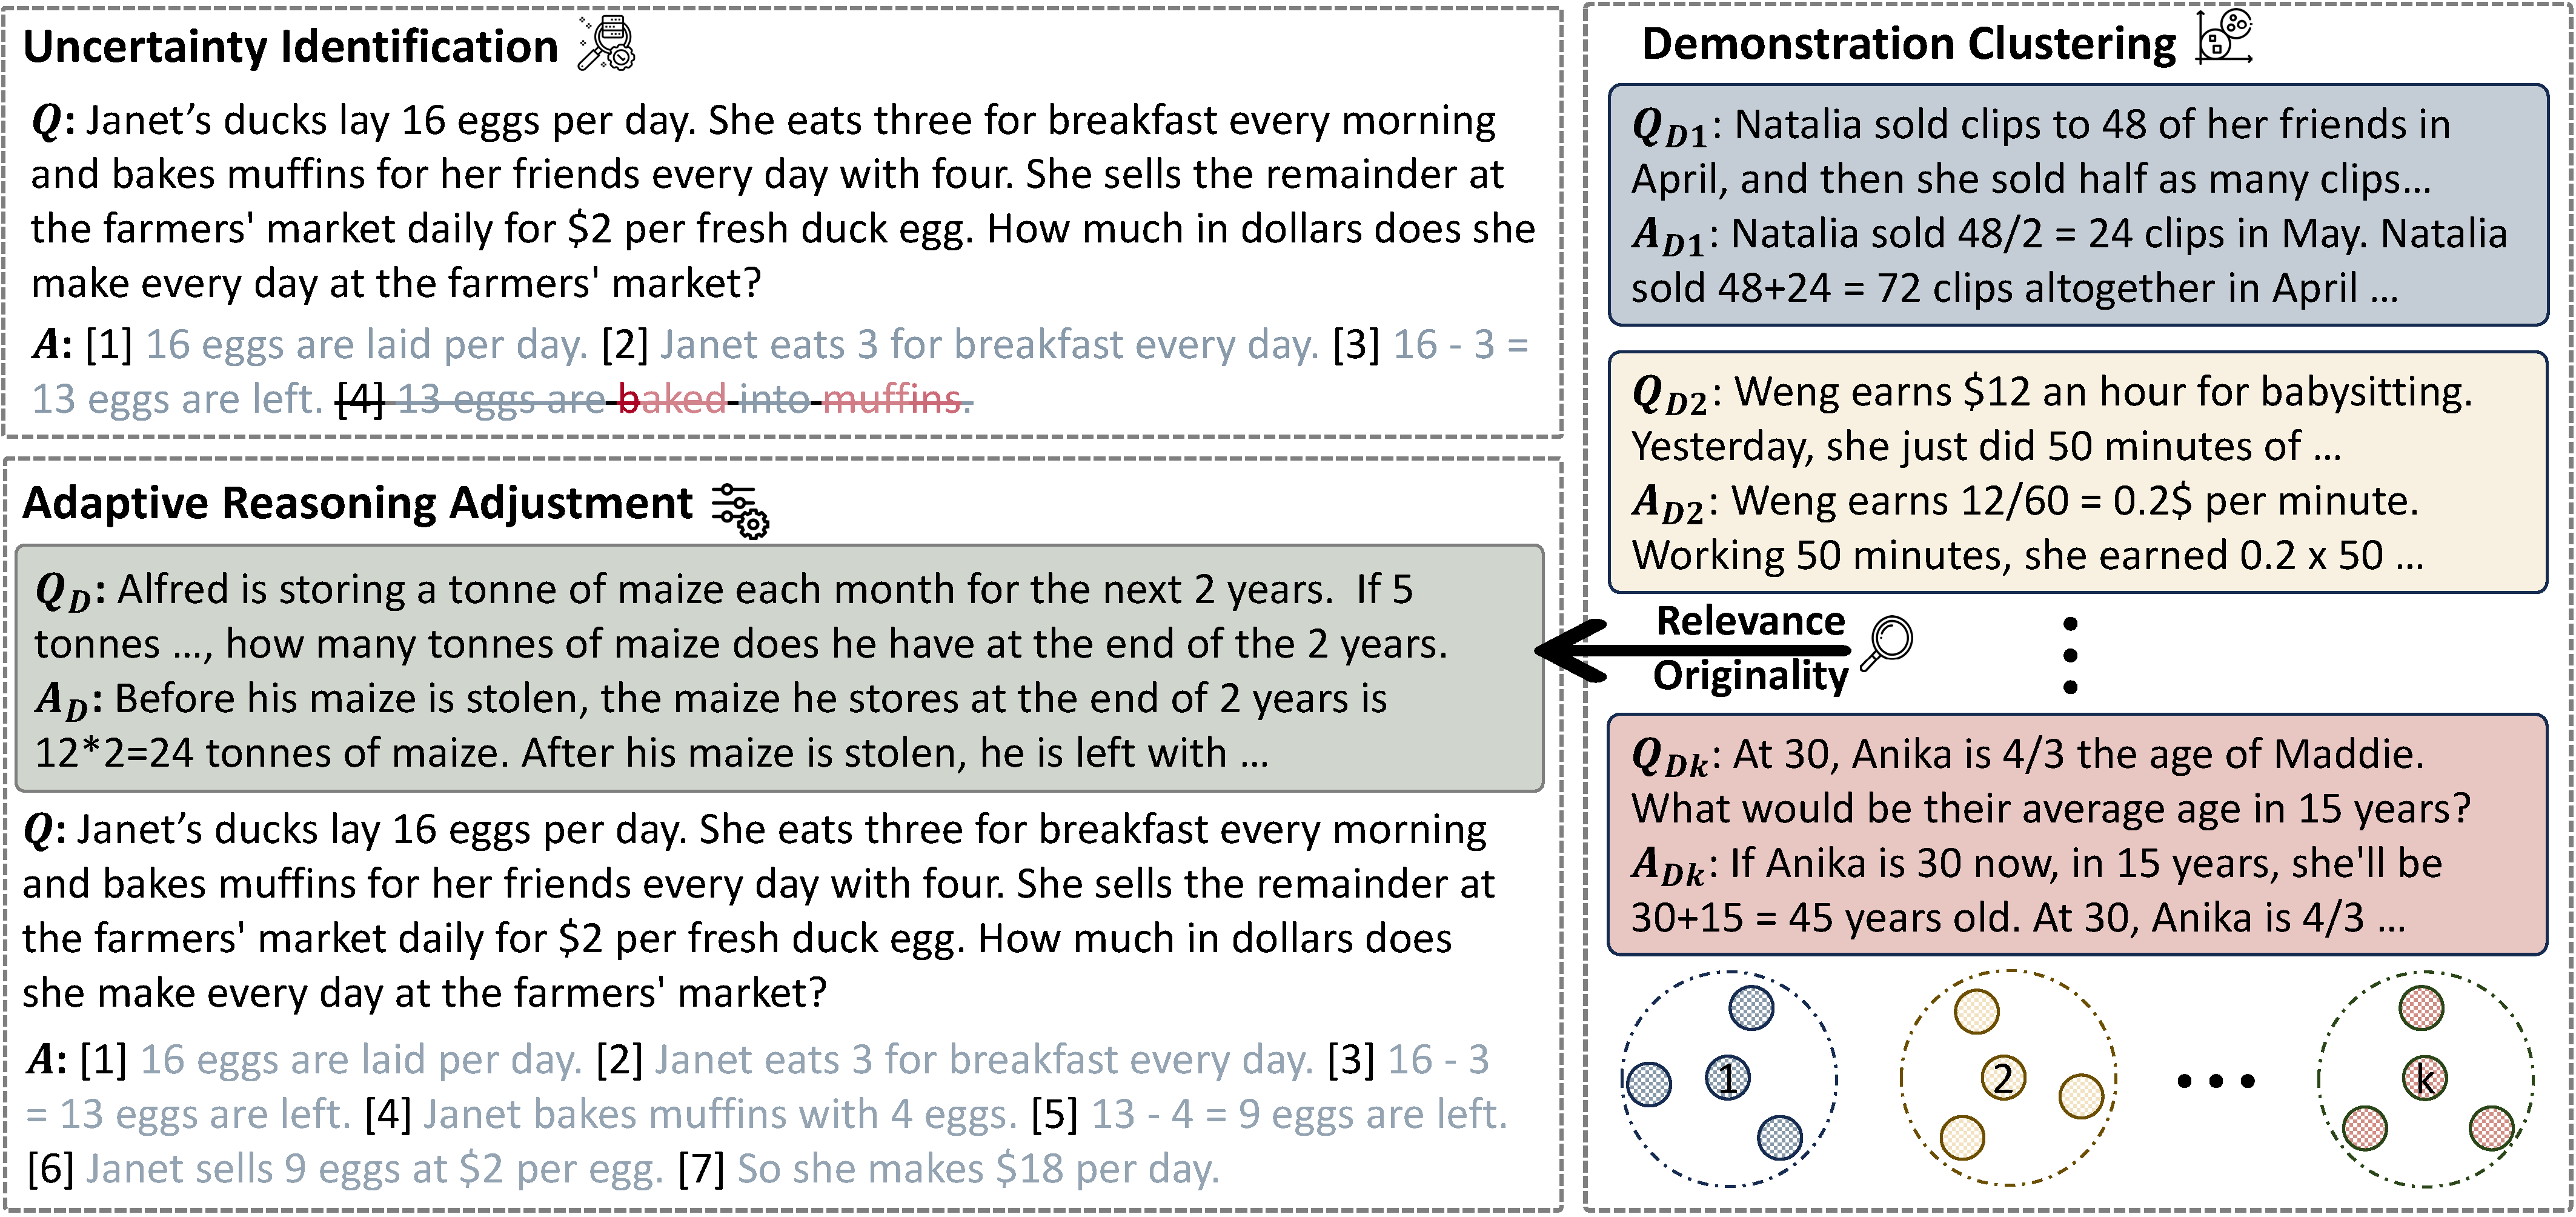 Uncertainty Identification
Q: Janet’s ducks lay 16 eggs per day. She eats three for breakfast every morning
and bakes muffins for her friends every day with four. She sells the remainder at
the farmers' market daily for $2 per fresh duck egg. How much in dollars does she
make every day at the farmers' market?
A: [1] 16 eggs are laid per day. [2] Janet eats 3 for breakfast every day. [3] 16 - 3 =
13 eggs are left. [4] 13 eggs are baked into muffins.
Adaptive Reasoning Adjustment
Q_D: Alfred is storing a tonne of maize each month for the next 2 years.  If 5
tonnes ..., how many tonnes of maize does he have at the end of the 2 years.
A_D: Before his maize is stolen, the maize he stores at the end of 2 years is
12*2=24 tonnes of maize. After his maize is stolen, he is left with ...
Q: Janet’s ducks lay 16 eggs per day. She eats three for breakfast every morning
and bakes muffins for her friends every day with four. She sells the remainder at
the farmers' market daily for $2 per fresh duck egg. How much in dollars does
she make every day at the farmers' market?
A: [1] 16 eggs are laid per day. [2] Janet eats 3 for breakfast every day. [3] 16 - 3
= 13 eggs are left. [4] Janet bakes muffins with 4 eggs. [5] 13 - 4 = 9 eggs are left.
[6] Janet sells 9 eggs at $2 per egg. [7] So she makes $18 per day.
Demonstration Clustering
Q_D1: Natalia sold clips to 48 of her friends in
April, and then she sold half as many clips...
A_D1: Natalia sold 48/2 = 24 clips in May. Natalia
sold 48+24 = 72 clips altogether in April ...
Q_D2: Weng earns $12 an hour for babysitting.
Yesterday, she just did 50 minutes of ...
A_D2: Weng earns 12/60 = 0.2$ per minute.
Working 50 minutes, she earned 0.2 x 50 ...
Relevance
Originality
Q_Dk: At 30, Anika is 4/3 the age of Maddie.
What would be their average age in 15 years?
A_Dk: If Anika is 30 now, in 15 years, she'll be
30+15 = 45 years old. At 30, Anika is 4/3 ...
1 2 k